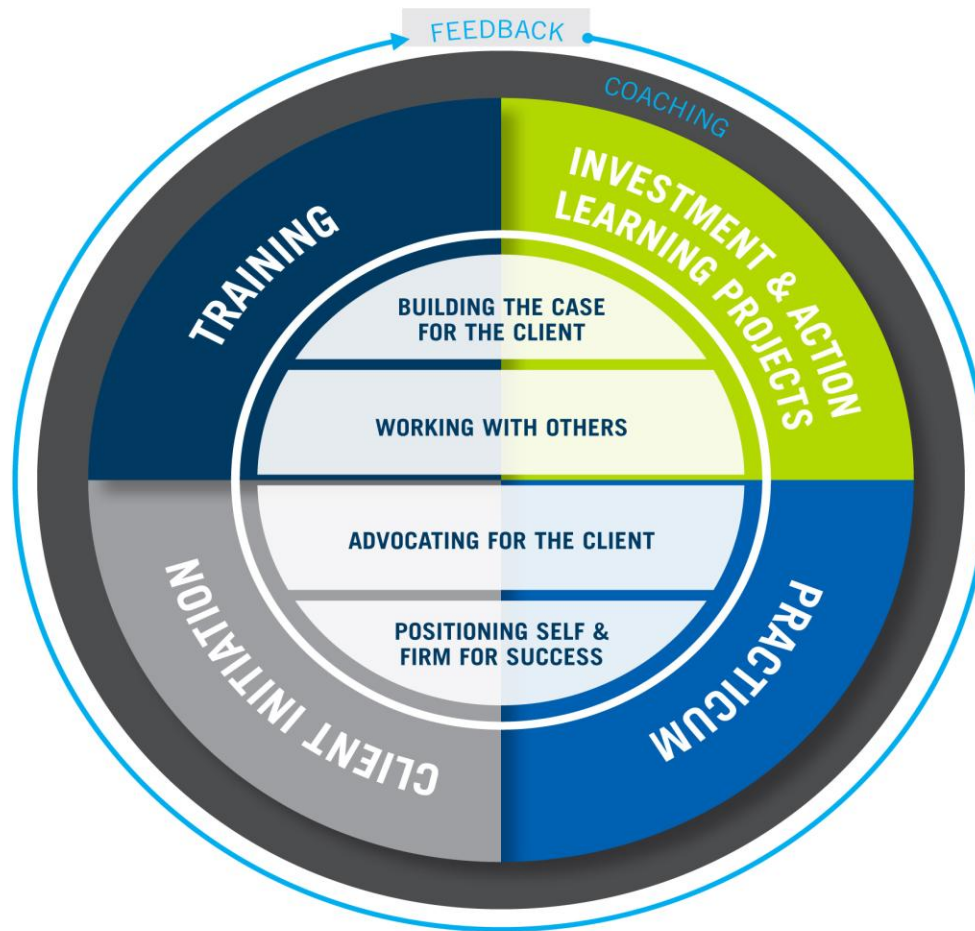 FEEDBACK
COACHING
TRAINING
INVESTMENT & ACTION
LEARNING PROJECTS
BUILDING THE CASE
FOR THE CLIENT
WORKING WITH OTHERS
ADVOCATING FOR THE CLIENT
POSITIONING SELF &
FIRM FOR SUCCESS
CLIENT INITIATION
PRACTICUM